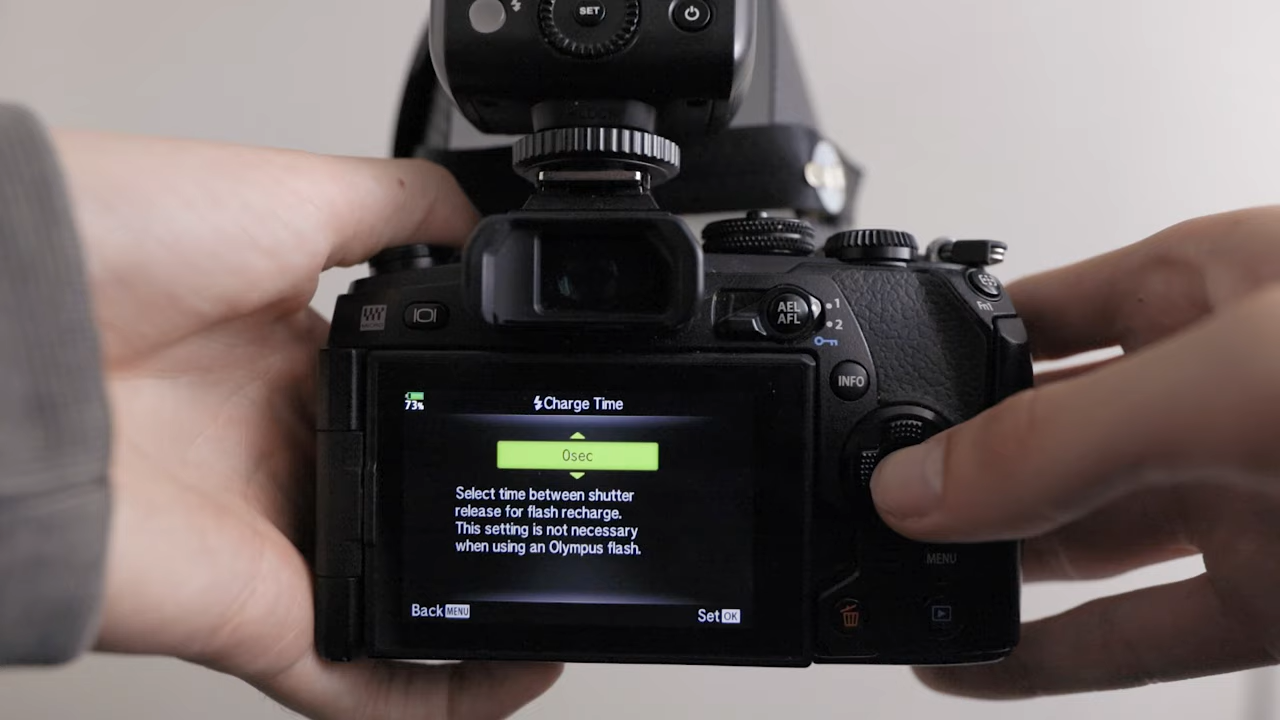 SET
AEL
AFL
1
2
Fn1
INFO
73%
Charge Time
0sec
Select time between shutter
release for flash recharge.
This setting is not necessary
when using an Olympus flash.
Back MENU
Set OK
MENU